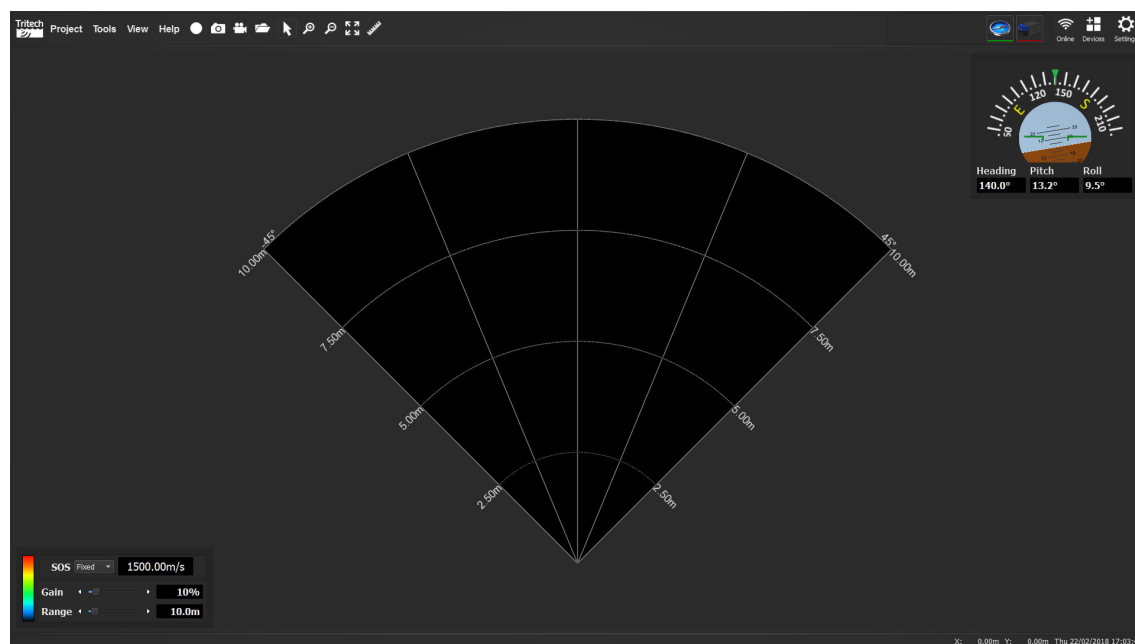 Tritech Project Tools View Help
Online Devices Setting
50 E 120 150 S 210
Heading Pitch Roll
140.0° 13.2° 9.5°
-45° 45°
10.00m 10.00m
7.50m 7.50m
5.00m 5.00m
2.50m 2.50m
SOS Fixed 1500.00m/s
Gain 10%
Range 10.0m
X: 0.00m Y: 0.00m Thu 22/02/2018 17:03: